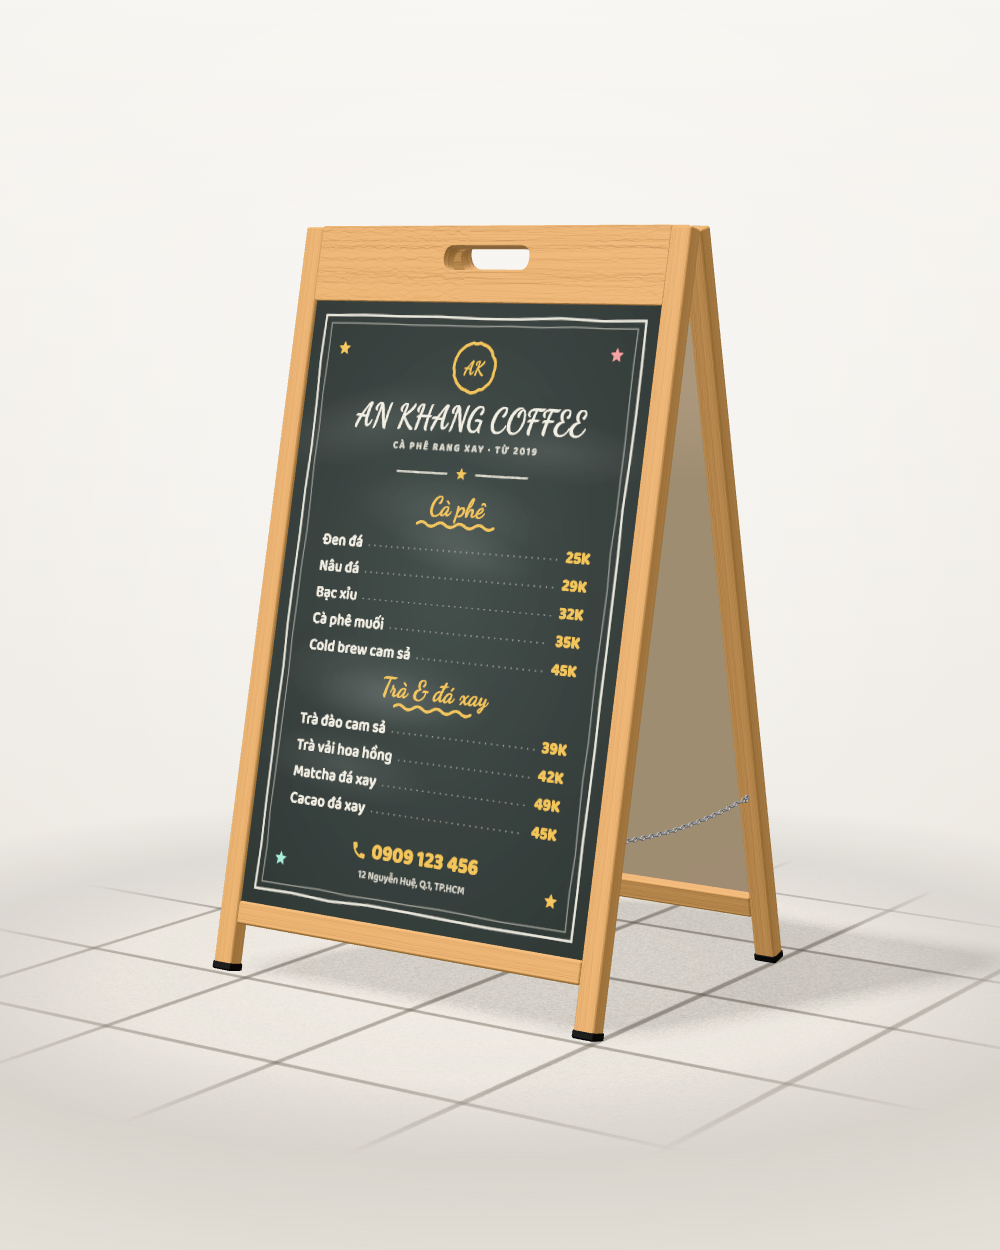 AK
AN KHANG COFFEE
CÀ PHÊ RANG XAY · TỪ 2019
Cà phê
Đen đá 25K
Nâu đá 29K
Bạc xỉu 32K
Cà phê muối 35K
Cold brew cam sả 45K
Trà & đá xay
Trà đào cam sả 39K
Trà vải hoa hồng 42K
Matcha đá xay 49K
Cacao đá xay 45K
0909 123 456
12 Nguyễn Huệ, Q.1, TP.HCM